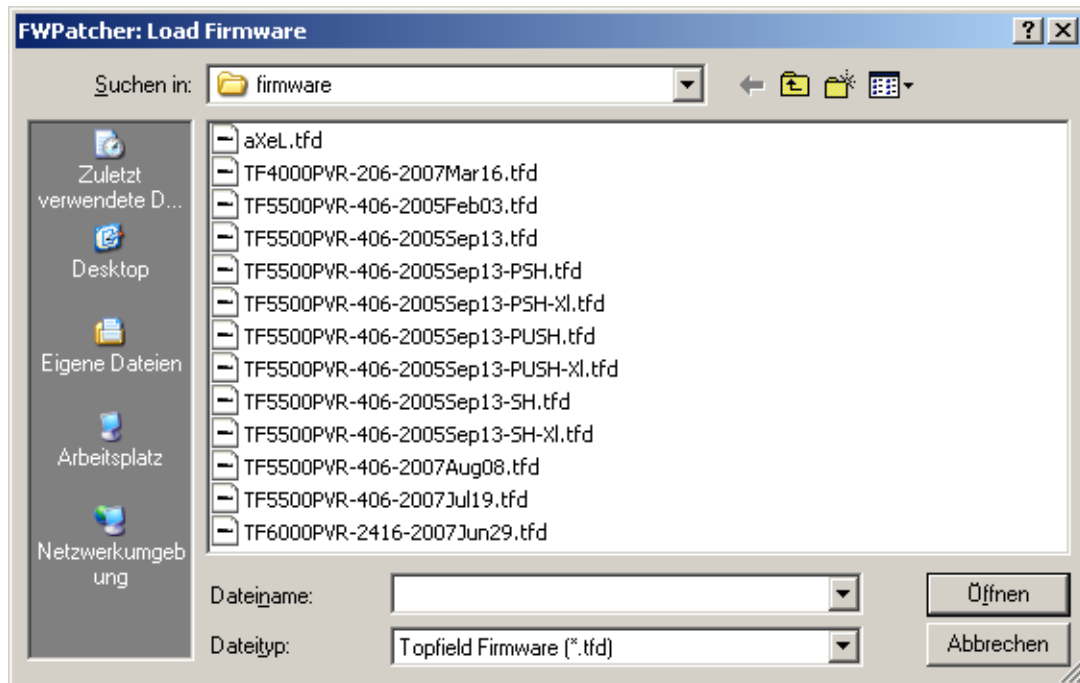 FWPatcher: Load Firmware
Suchen in:
firmware
Zuletzt
verwendete D...
Desktop
Eigene Dateien
Arbeitsplatz
Netzwerkumgeb
ung
aXeL.tfd
TF4000PVR-206-2007Mar16.tfd
TF5500PVR-406-2005Feb03.tfd
TF5500PVR-406-2005Sep13.tfd
TF5500PVR-406-2005Sep13-PSH.tfd
TF5500PVR-406-2005Sep13-PSH-Xl.tfd
TF5500PVR-406-2005Sep13-PUSH.tfd
TF5500PVR-406-2005Sep13-PUSH-Xl.tfd
TF5500PVR-406-2005Sep13-SH.tfd
TF5500PVR-406-2005Sep13-SH-Xl.tfd
TF5500PVR-406-2007Aug08.tfd
TF5500PVR-406-2007Jul19.tfd
TF6000PVR-2416-2007Jun29.tfd
Dateiname:
Öffnen
Dateityp:
Topfield Firmware (*.tfd)
Abbrechen